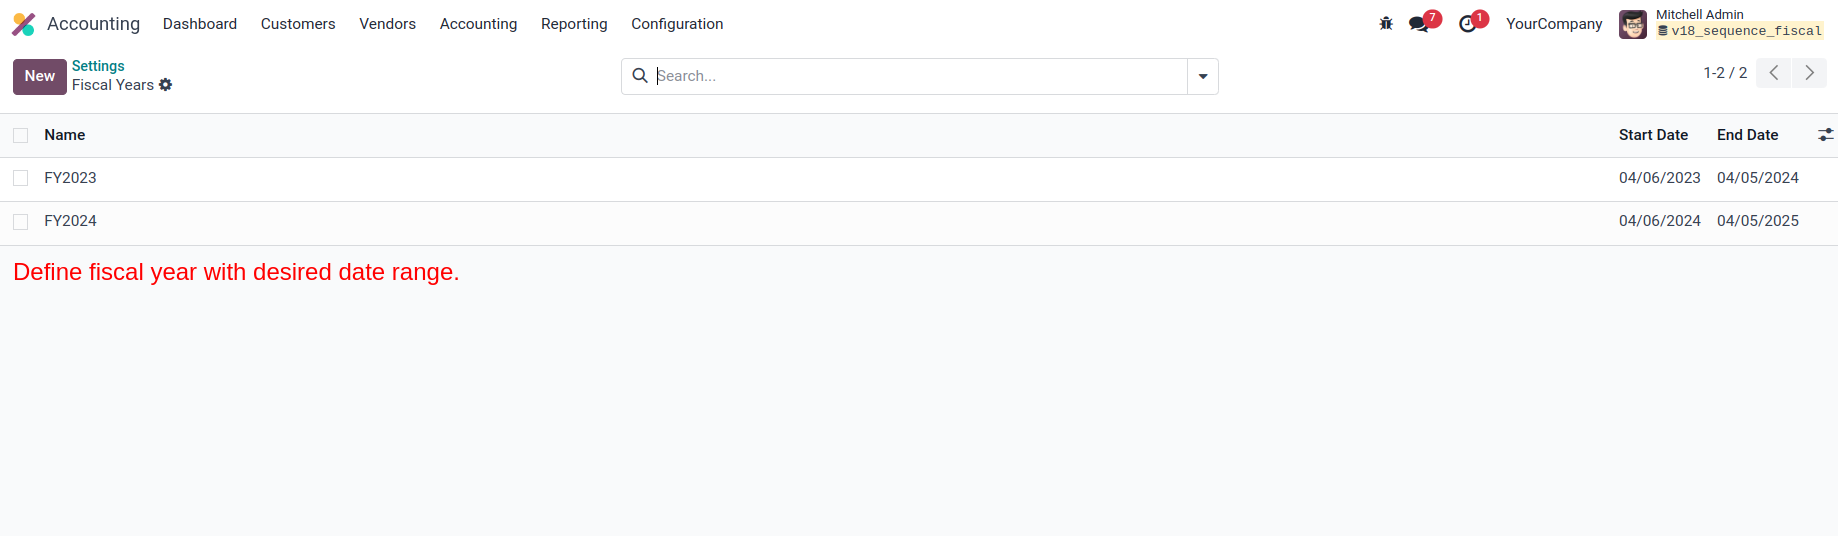 Accounting Dashboard Customers Vendors Accounting Reporting Configuration 7 1 YourCompany Mitchell Admin
v18_sequence_fiscal
New Settings
Fiscal Years
Search...
1-2 / 2
Name Start Date End Date
FY2023 04/06/2023 04/05/2024
FY2024 04/06/2024 04/05/2025
Define fiscal year with desired date range.